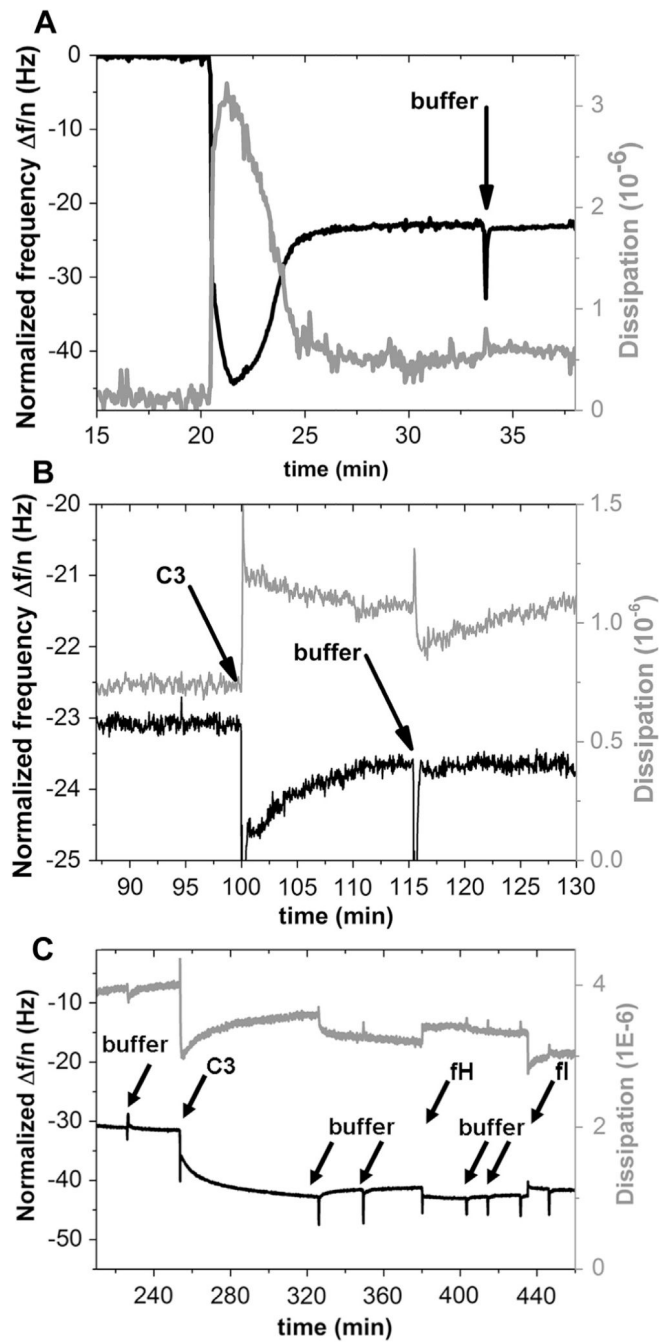 A
Normalized frequency Δf/n (Hz)
0
-10
-20
-30
-40
buffer
3
2
1
0
Dissipation (10⁻⁶)
15 20 25 30 35
time (min)
B
Normalized frequency Δf/n (Hz)
-20
-21
-22
-23
-24
-25
C3
buffer
1.5
1.0
0.5
0.0
Dissipation (10⁻⁶)
90 95 100 105 110 115 120 125 130
time (min)
C
Normalized Δf/n (Hz)
-10
-20
-30
-40
-50
buffer
C3
buffer
fH
buffer
fI
4
2
0
Dissipation (1E-6)
240 280 320 360 400 440
time (min)